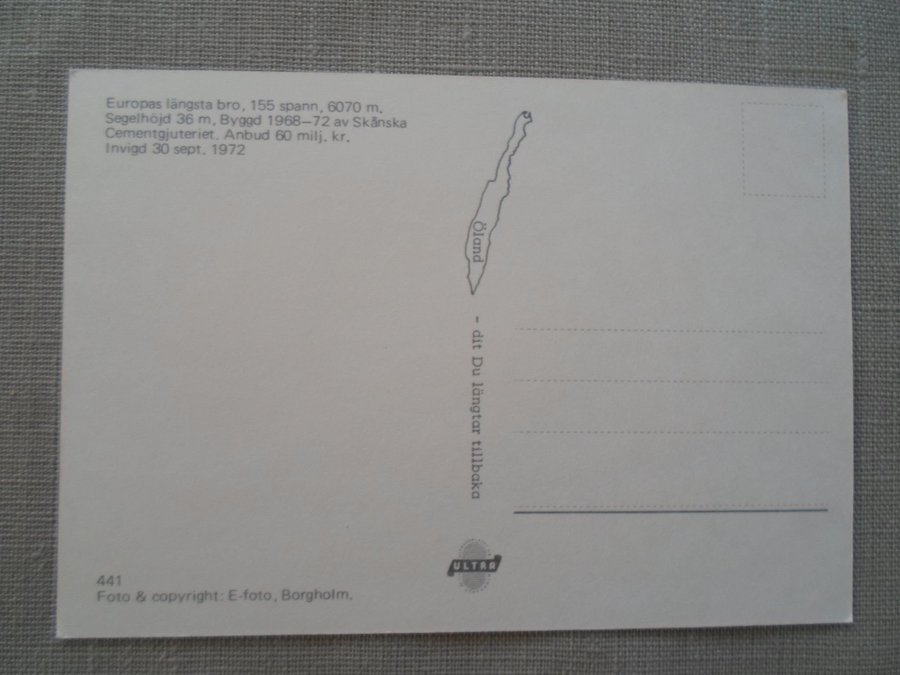 Europas längsta bro, 155 spann, 6070 m.
Segelhöjd 36 m, Byggd 1968–72 av Skånska
Cementgjuteriet. Anbud 60 milj. kr.
Invigd 30 sept. 1972
Öland
- dit Du längtar tillbaka
ULTRA
441
Foto & copyright: E-foto, Borgholm.